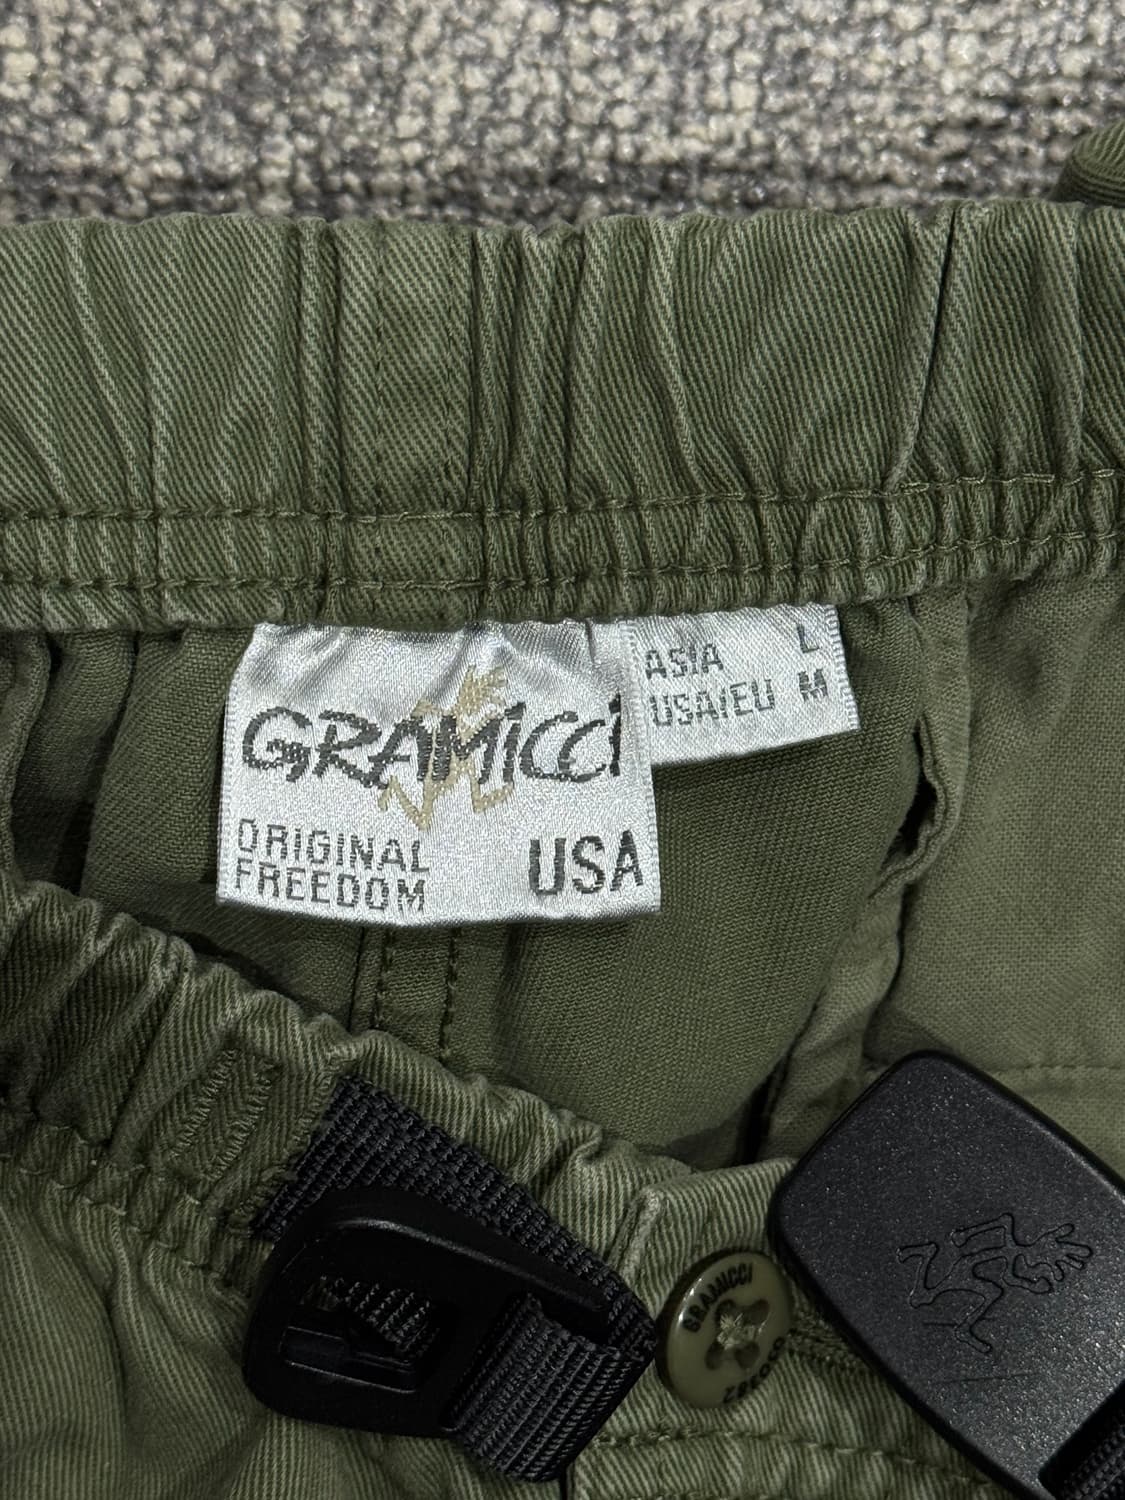 GRAMICCI
ORIGINAL
FREEDOM
USA
ASIA L
USA/EU M
GRAMICCI